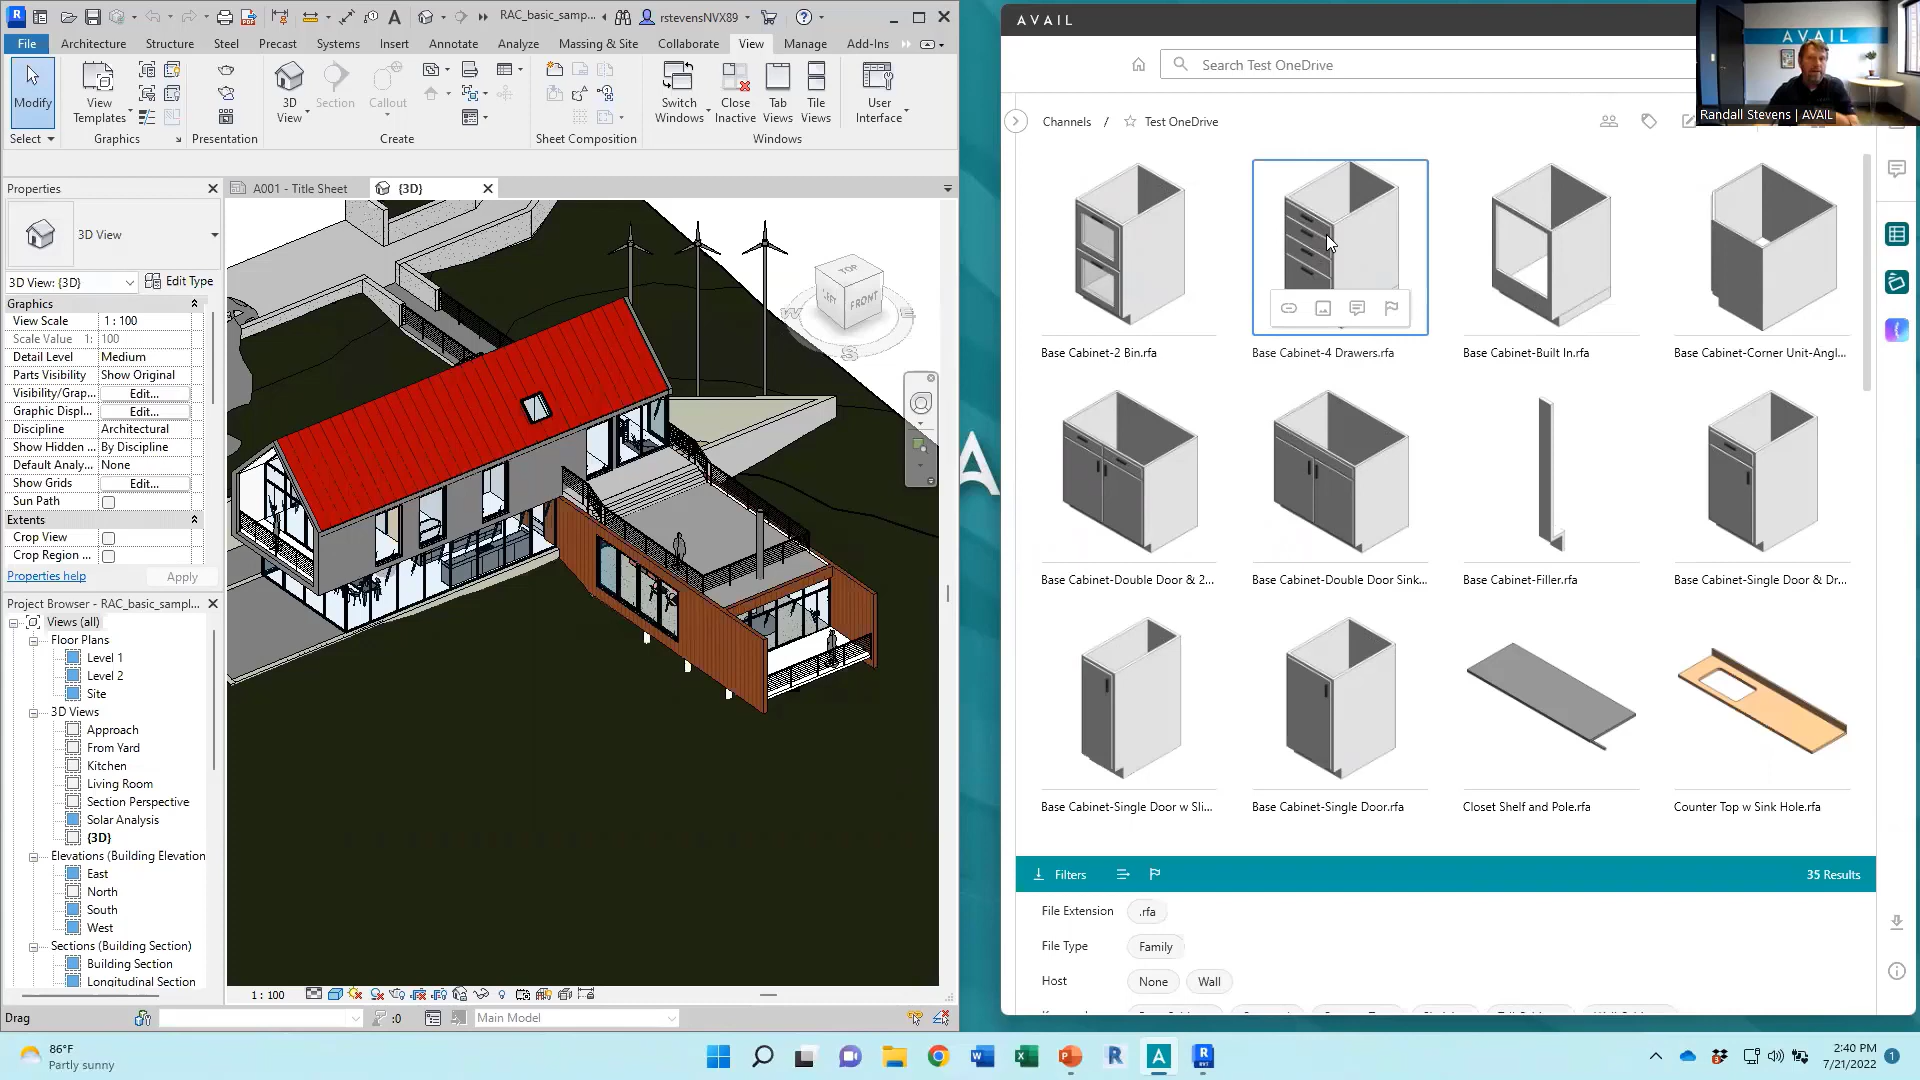 RAC_basic_samp...
rstevensNVX89
File
Architecture
Structure
Steel
Precast
Systems
Insert
Annotate
Analyze
Massing & Site
Collaborate
View
Manage
Add-Ins
Modify
View Templates
3D View
Section
Callout
Switch Windows
Close Inactive
Tab Views
Tile Views
User Interface
Select
Graphics
Presentation
Create
Sheet Composition
Windows
Properties
A001 - Title Sheet
{3D}
3D View
3D View: {3D}
Edit Type
Graphics
View Scale 1 : 100
Scale Value 1: 100
Detail Level Medium
Parts Visibility Show Original
Visibility/Grap... Edit...
Graphic Displ... Edit...
Discipline Architectural
Show Hidden ... By Discipline
Default Analy... None
Show Grids Edit...
Sun Path
Extents
Crop View
Crop Region ...
Properties help
Apply
Project Browser - RAC_basic_sampl...
Views (all)
Floor Plans
Level 1
Level 2
Site
3D Views
Approach
From Yard
Kitchen
Living Room
Section Perspective
Solar Analysis
{3D}
Elevations (Building Elevation
East
North
South
West
Sections (Building Section)
Building Section
Longitudinal Section
TOP
LEFT
FRONT
W
S
E
1 : 100
Drag
:0
Main Model
AVAIL
Search Test OneDrive
AVAIL
Randall Stevens | AVAIL
Channels / Test OneDrive
Base Cabinet-2 Bin.rfa
Base Cabinet-4 Drawers.rfa
Base Cabinet-Built In.rfa
Base Cabinet-Corner Unit-Angl...
Base Cabinet-Double Door & 2...
Base Cabinet-Double Door Sink...
Base Cabinet-Filler.rfa
Base Cabinet-Single Door & Dr...
Base Cabinet-Single Door w Sli...
Base Cabinet-Single Door.rfa
Closet Shelf and Pole.rfa
Counter Top w Sink Hole.rfa
Filters
35 Results
File Extension .rfa
File Type Family
Host None Wall
86°F
Partly sunny
2:40 PM
7/21/2022
1